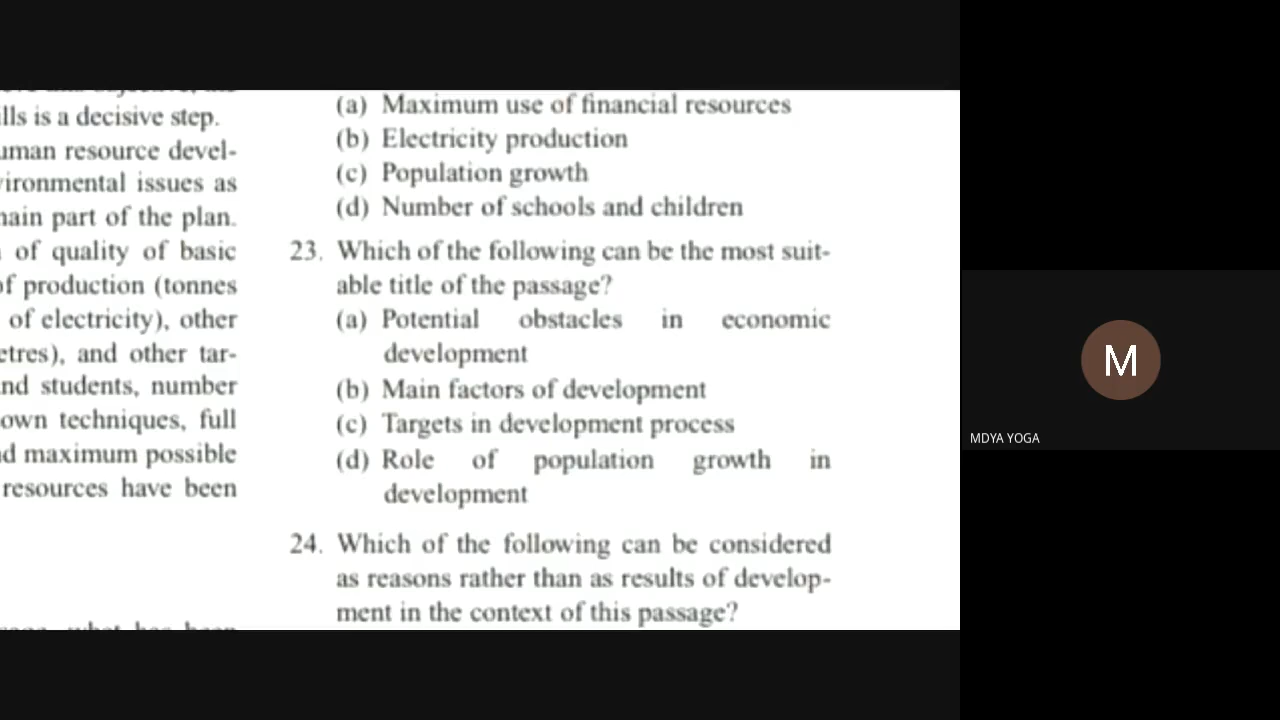 lls is a decisive step.
uman resource devel-
vironmental issues as
nain part of the plan.
of quality of basic
of production (tonnes
of electricity), other
etres), and other tar-
nd students, number
own techniques, full
d maximum possible
resources have been
(a) Maximum use of financial resources
(b) Electricity production
(c) Population growth
(d) Number of schools and children
23. Which of the following can be the most suit-
able title of the passage?
(a) Potential obstacles in economic
development
(b) Main factors of development
(c) Targets in development process
(d) Role of population growth in
development
24. Which of the following can be considered
as reasons rather than as results of develop-
ment in the context of this passage?
M
MDYA YOGA